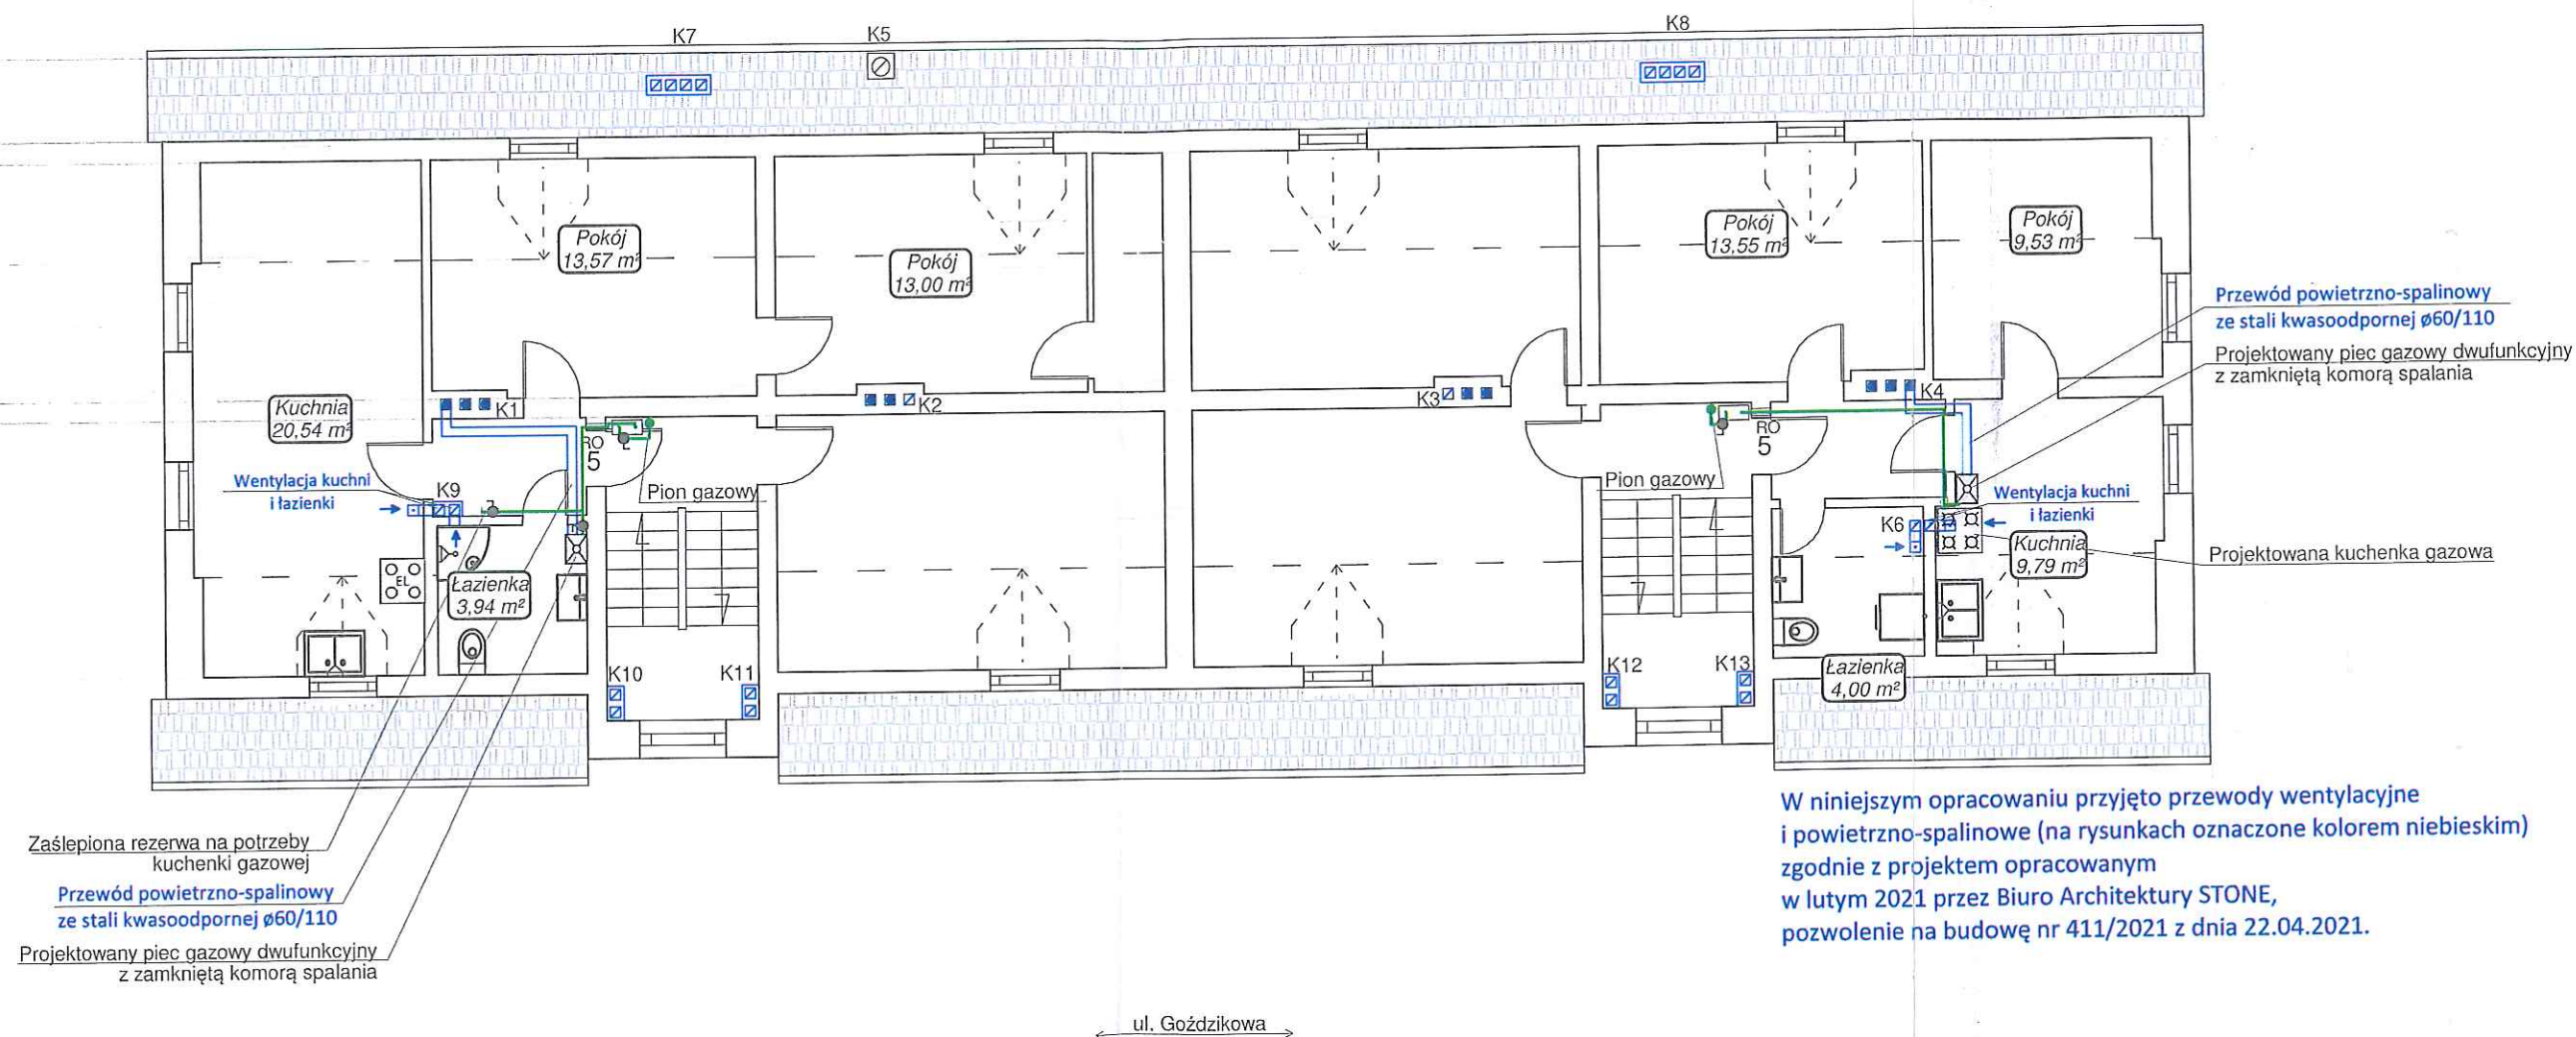 K7
K5
K8
Pokój
13,57 m²
Pokój
13,00 m²
Pokój
13,55 m²
Pokój
9,53 m²
Przewód powietrzno-spalinowy
ze stali kwasoodpornej ø60/110
Projektowany piec gazowy dwufunkcyjny
z zamkniętą komorą spalania
Kuchnia
20,54 m²
K1
K2
K3
K4
RO
5
RO
5
Wentylacja kuchni
i łazienki
K9
Pion gazowy
Pion gazowy
Wentylacja kuchni
i łazienki
K6
Kuchnia
9,79 m²
Projektowana kuchenka gazowa
EL
Łazienka
3,94 m²
K10
K11
K12
K13
Łazienka
4,00 m²
Zaślepiona rezerwa na potrzeby
kuchenki gazowej
Przewód powietrzno-spalinowy
ze stali kwasoodpornej ø60/110
Projektowany piec gazowy dwufunkcyjny
z zamkniętą komorą spalania
W niniejszym opracowaniu przyjęto przewody wentylacyjne
i powietrzno-spalinowe (na rysunkach oznaczone kolorem niebieskim)
zgodnie z projektem opracowanym
w lutym 2021 przez Biuro Architektury STONE,
pozwolenie na budowę nr 411/2021 z dnia 22.04.2021.
ul. Goździkowa